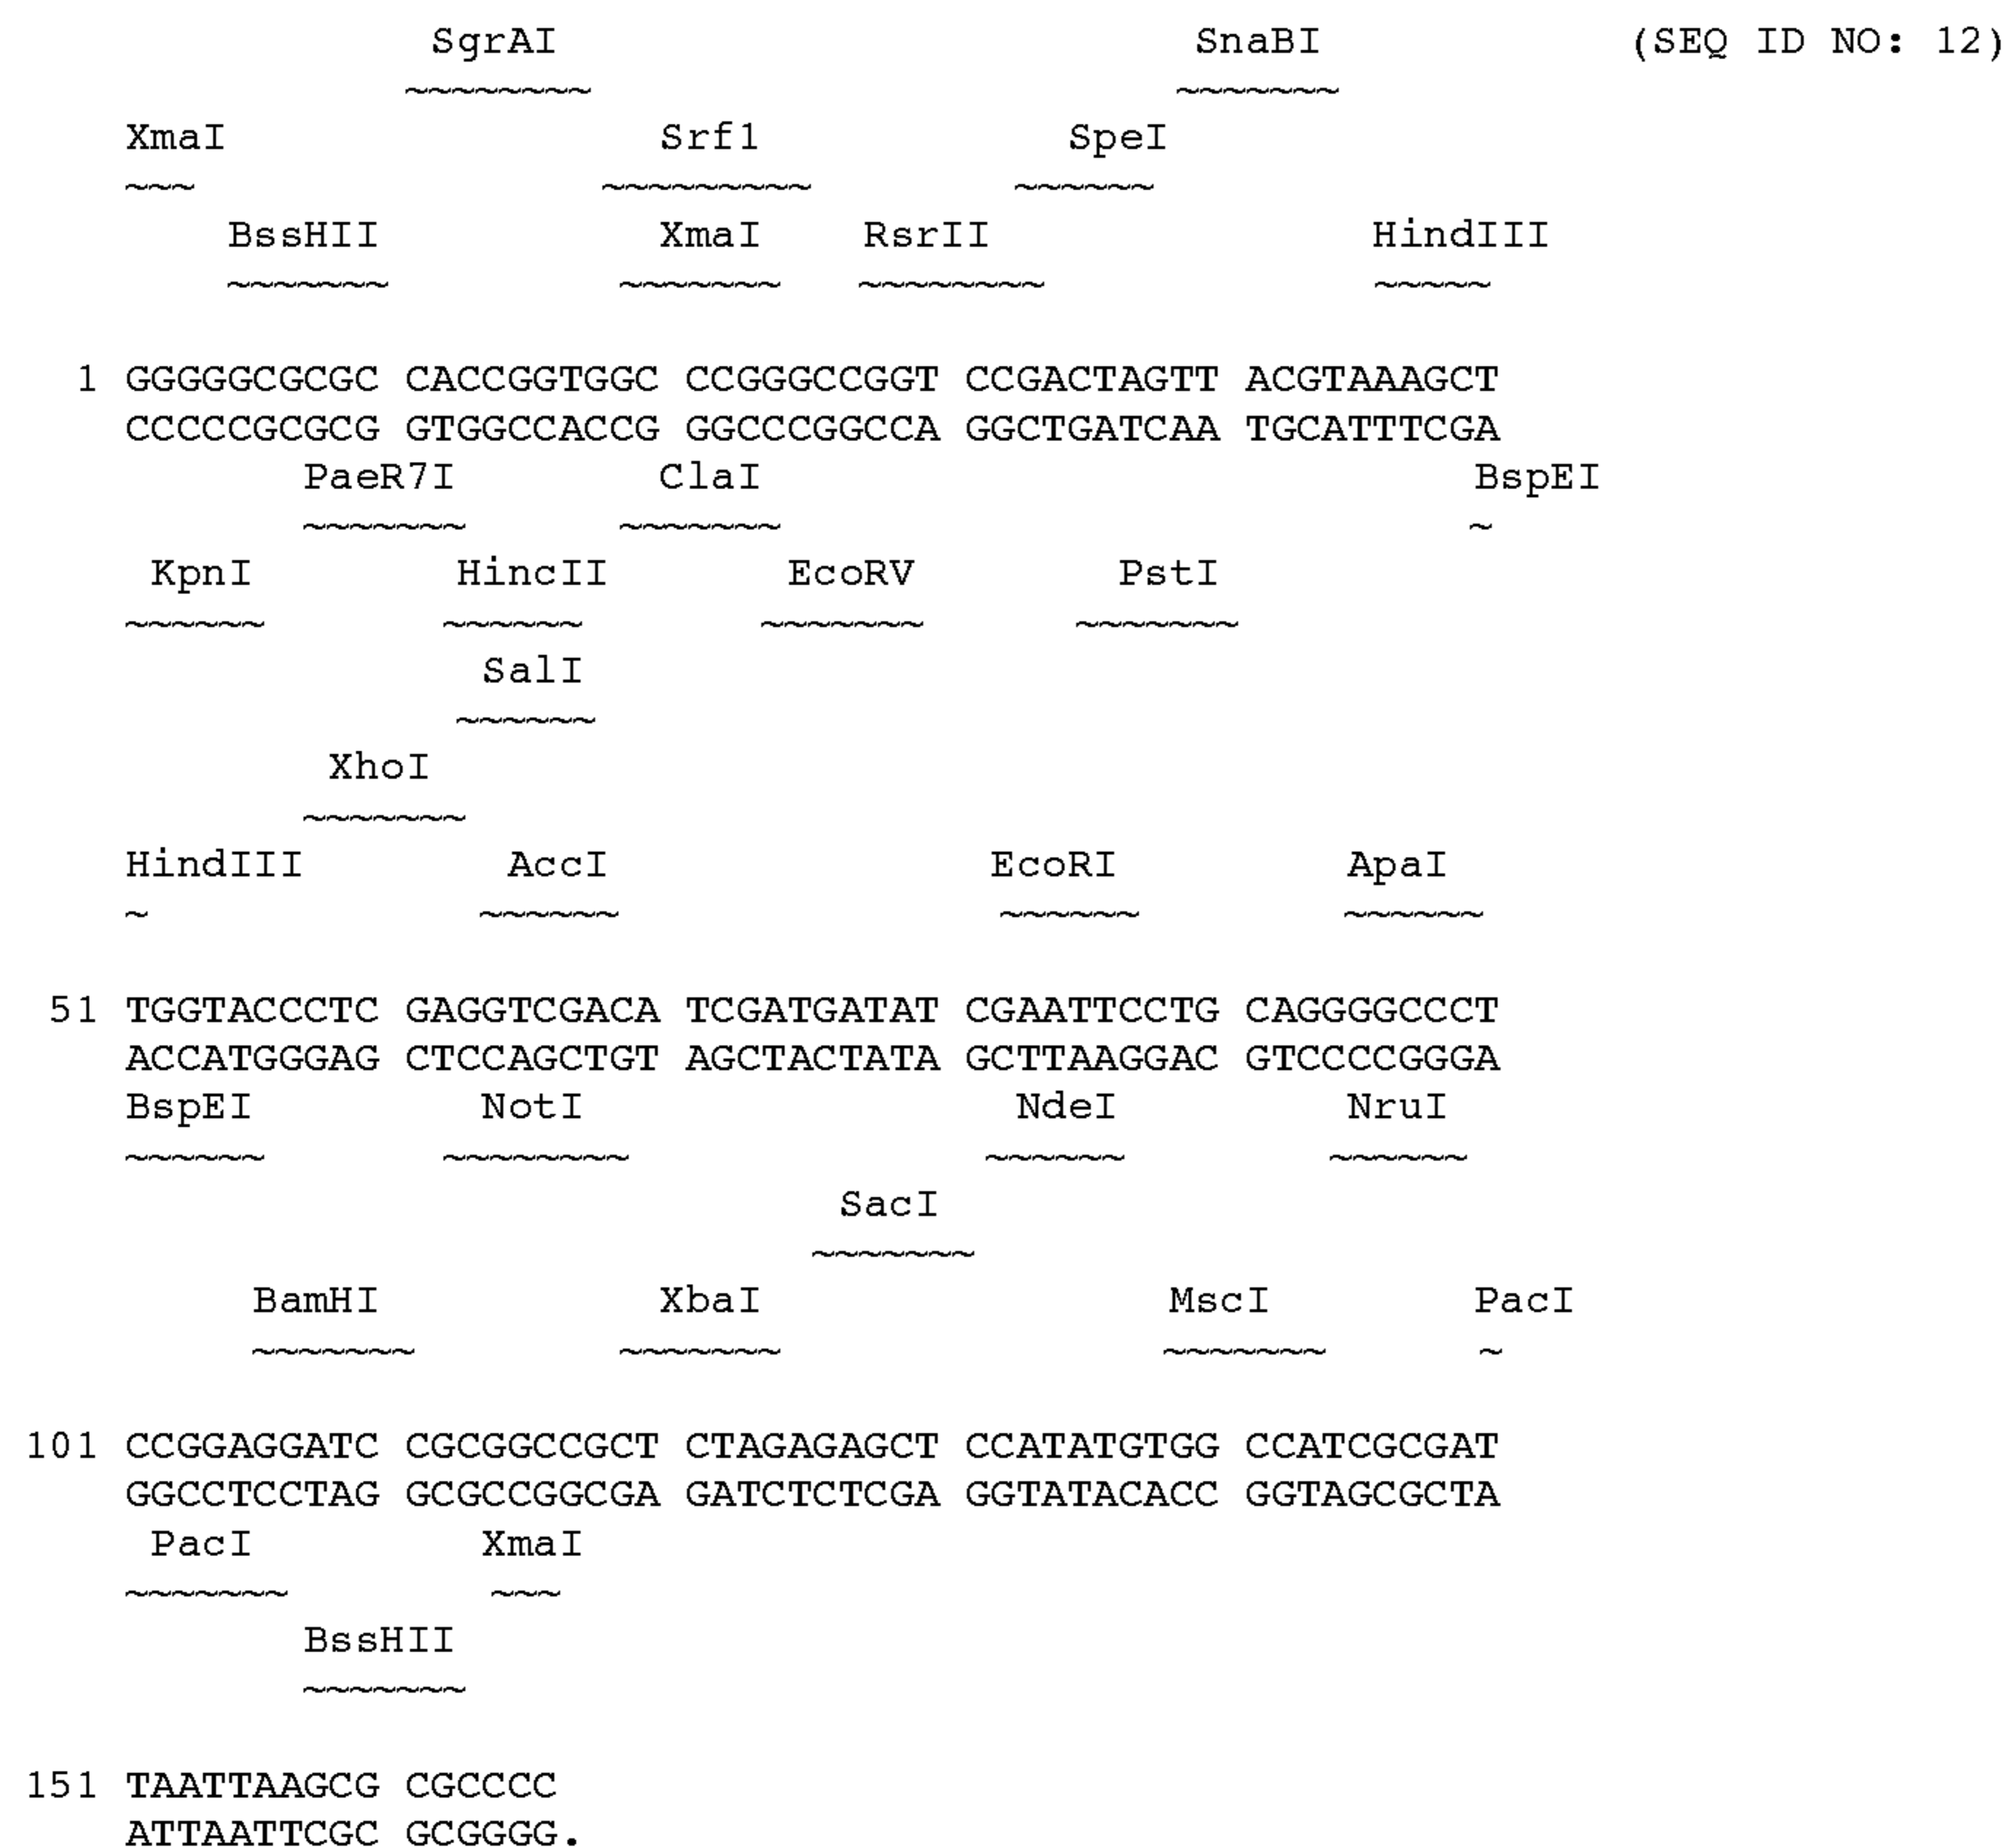 SgrAI SnaBI (SEQ ID NO: 12)
~~~~~~~~ ~~~~~~~
XmaI Srf1 SpeI
~~~ ~~~~~~~~~ ~~~~~~
BssHII XmaI RsrII HindIII
~~~~~~~ ~~~~~~~ ~~~~~~~~ ~~~~~
1 GGGGGCGCGC CACCGGTGGC CCGGGCCGGT CCGACTAGTT ACGTAAAGCT
CCCCCGCGCG GTGGCCACCG GGCCCGGCCA GGCTGATCAA TGCATTTCGA
PaeR7I ClaI BspEI
~~~~~~~ ~~~~~~~ ~
KpnI HincII EcoRV PstI
~~~~~~ ~~~~~~ ~~~~~~~ ~~~~~~~
SalI
~~~~~~
XhoI
~~~~~~~
HindIII AccI EcoRI ApaI
~ ~~~~~~ ~~~~~~ ~~~~~~
51 TGGTACCCTC GAGGTCGACA TCGATGATAT CGAATTCCTG CAGGGGCCCT
ACCATGGGAG CTCCAGCTGT AGCTACTATA GCTTAAGGAC GTCCCCGGGA
BspEI NotI NdeI NruI
~~~~~~ ~~~~~~~~ ~~~~~~ ~~~~~~
SacI
~~~~~~~
BamHI XbaI MscI PacI
~~~~~~~ ~~~~~~~ ~~~~~~~ ~
101 CCGGAGGATC CGCGGCCGCT CTAGAGAGCT CCATATGTGG CCATCGCGAT
GGCCTCCTAG GCGCCGGCGA GATCTCTCGA GGTATACACC GGTAGCGCTA
PacI XmaI
~~~~~~~ ~~~
BssHII
~~~~~~~
151 TAATTAAGCG CGCCCC
ATTAATTCGC GCGGGG.